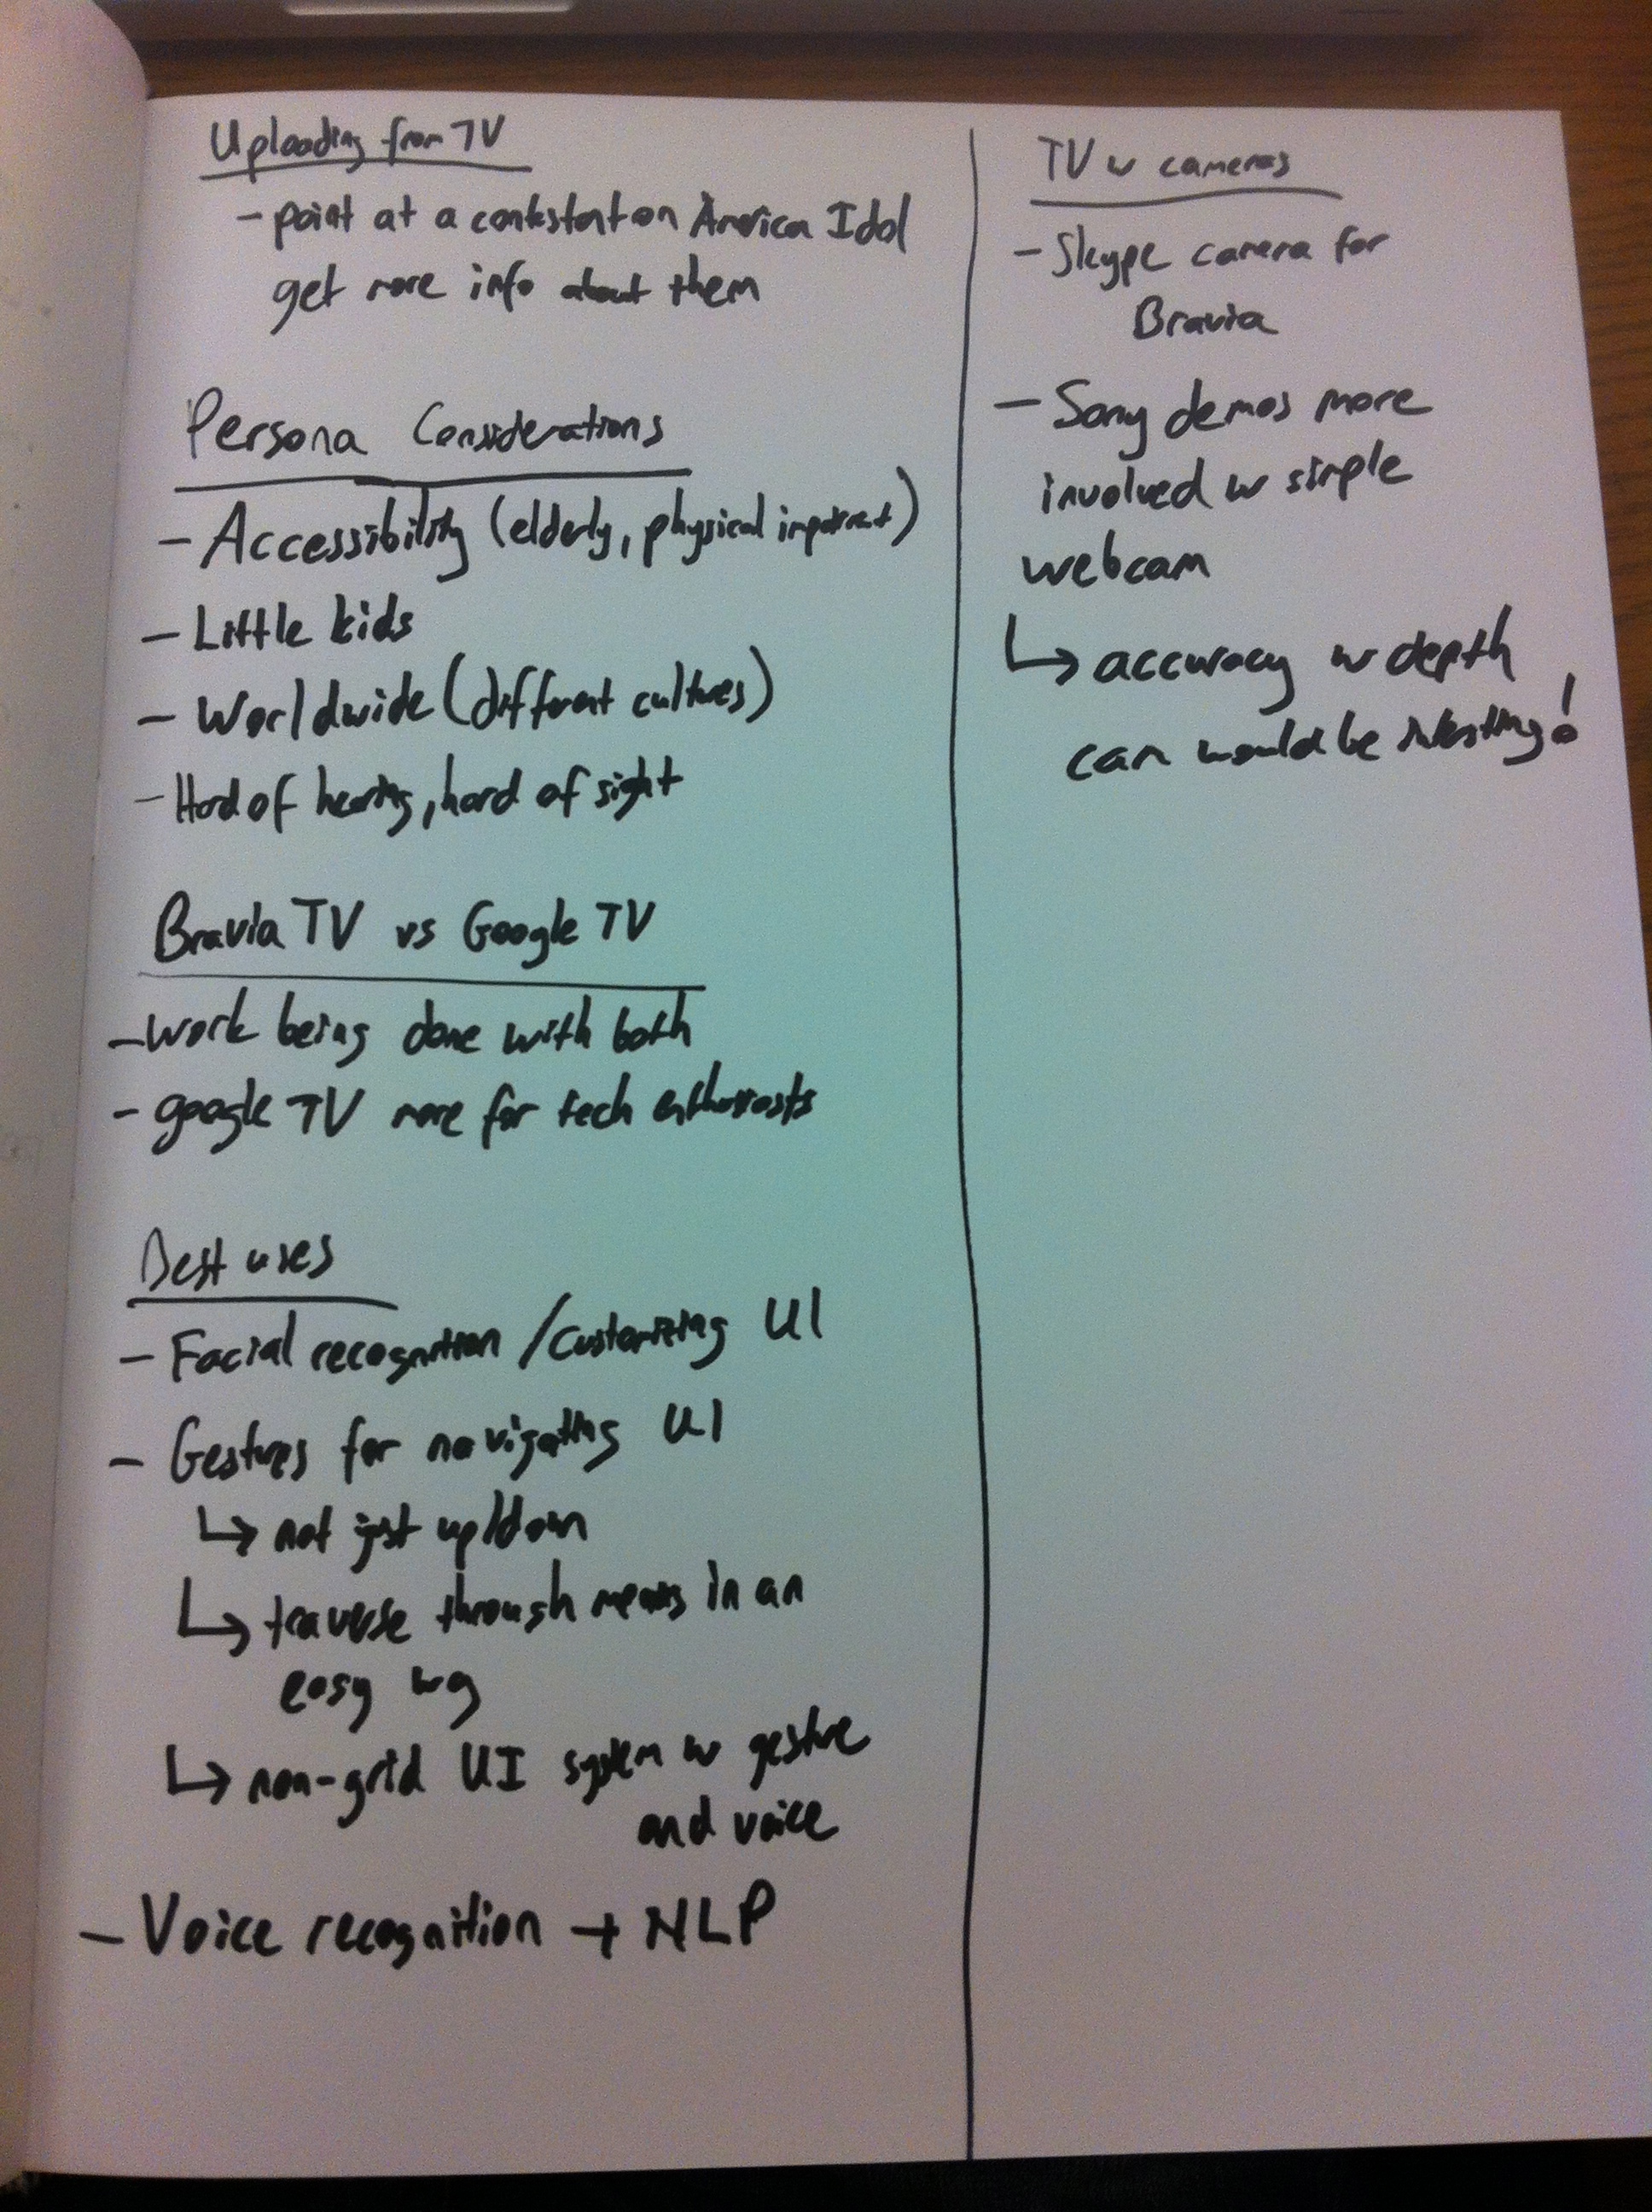 Uploading from TV
- point at a contestant on America Idol
get more info about them
Persona Considerations
- Accessibility (elderly, physical impairment)
- Little kids
- Worldwide (different cultures)
- Hard of hearing, hard of sight
Bravia TV vs Google TV
- work being done with both
- google TV more for tech enthusiasts
Best uses
- Facial recognition / Customizing UI
- Gestures for navigating UI
↳ not just up/down
↳ traverse through menus in an
easy way
↳ non-grid UI system w gesture
and voice
- Voice recognition + NLP
TV w cameras
- Skype camera for
Bravia
- Sony demos more
involved w simple
webcam
↳ accuracy w depth
cam would be interesting!